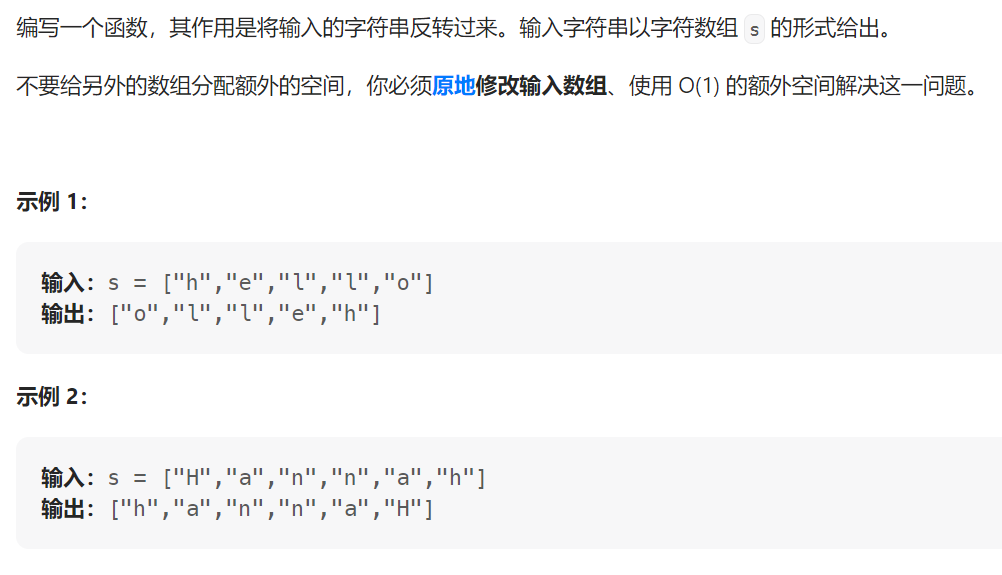 编写一个函数，其作用是将输入的字符串反转过来。输入字符串以字符数组 s 的形式给出。
不要给另外的数组分配额外的空间，你必须原地修改输入数组、使用 O(1) 的额外空间解决这一问题。
示例 1：
输入：s = ["h","e","l","l","o"]
输出：["o","l","l","e","h"]
示例 2：
输入：s = ["H","a","n","n","a","h"]
输出：["h","a","n","n","a","H"]